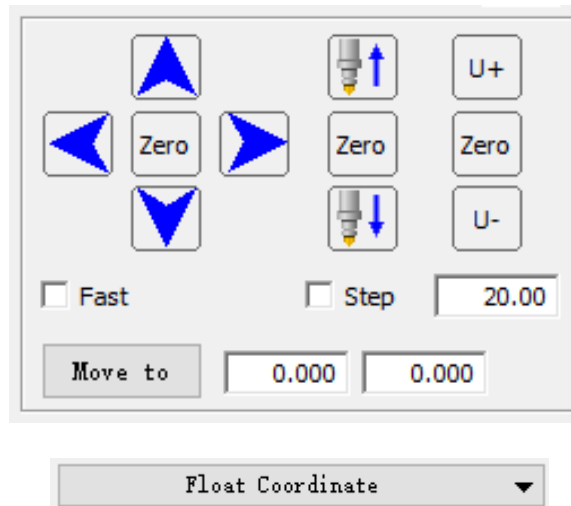 U+
Zero Zero Zero
U-
Fast Step 20.00
Move to 0.000 0.000
Float Coordinate